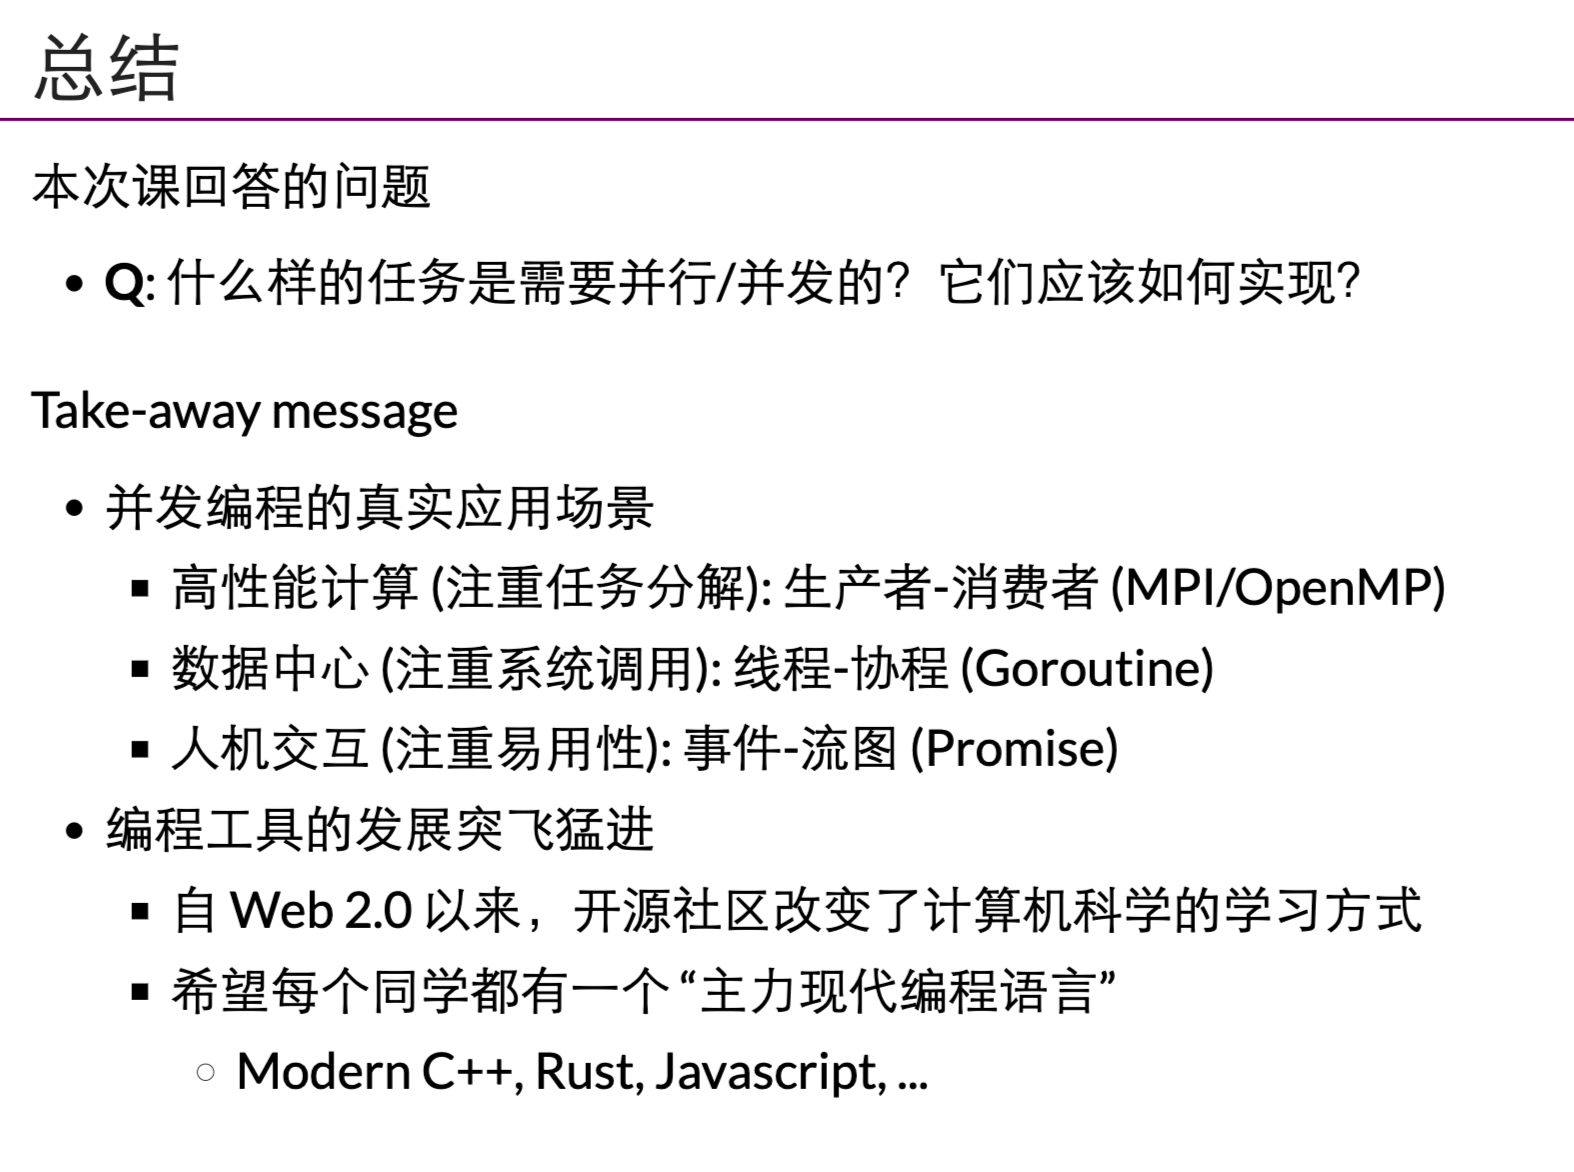 总结
本次课回答的问题
• Q: 什么样的任务是需要并行/并发的？它们应该如何实现？
Take-away message
• 并发编程的真实应用场景
▪ 高性能计算 (注重任务分解): 生产者-消费者 (MPI/OpenMP)
▪ 数据中心 (注重系统调用): 线程-协程 (Goroutine)
▪ 人机交互 (注重易用性): 事件-流图 (Promise)
• 编程工具的发展突飞猛进
▪ 自 Web 2.0 以来，开源社区改变了计算机科学的学习方式
▪ 希望每个同学都有一个 “主力现代编程语言”
○ Modern C++, Rust, Javascript, ...